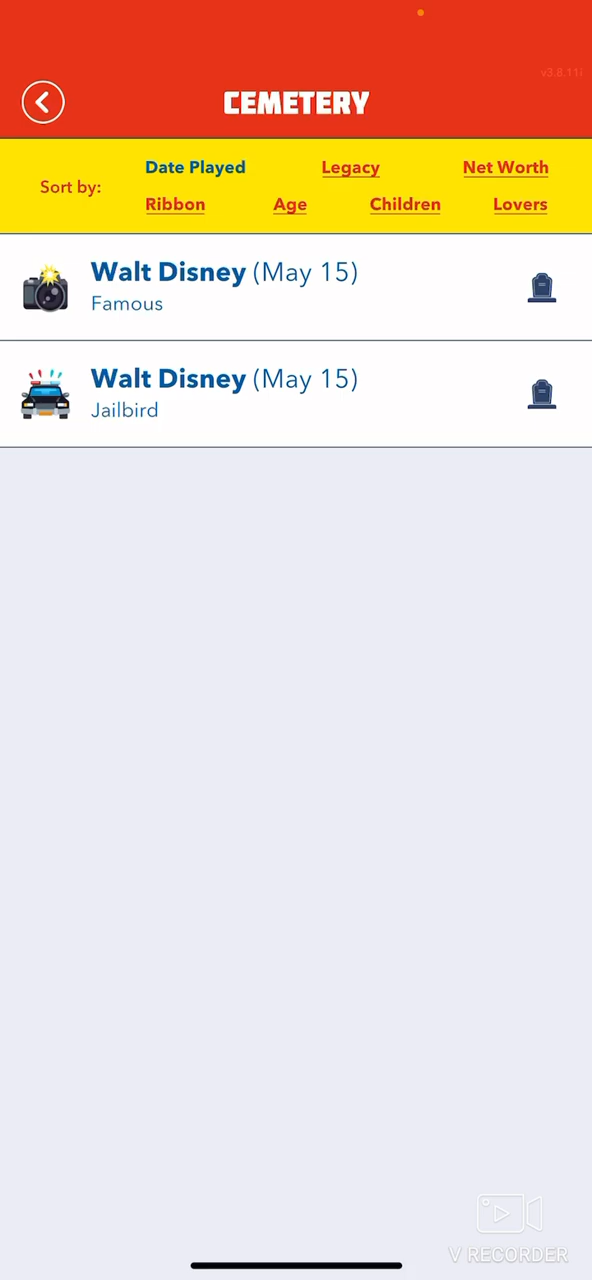 v3.8.11i
CEMETERY
Sort by:
Date Played Legacy Net Worth
Ribbon Age Children Lovers
Walt Disney (May 15)
Famous
Walt Disney (May 15)
Jailbird
V RECORDER